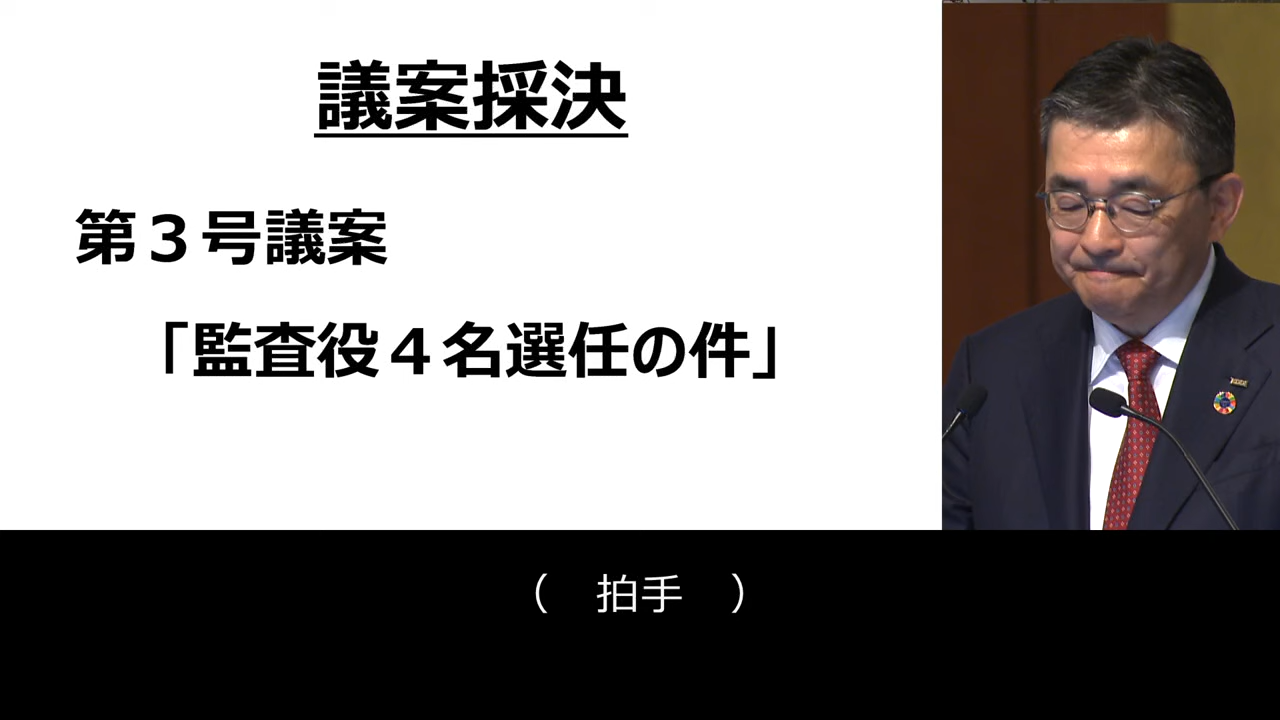 議案採決
第３号議案
「監査役４名選任の件」
（　拍手　）